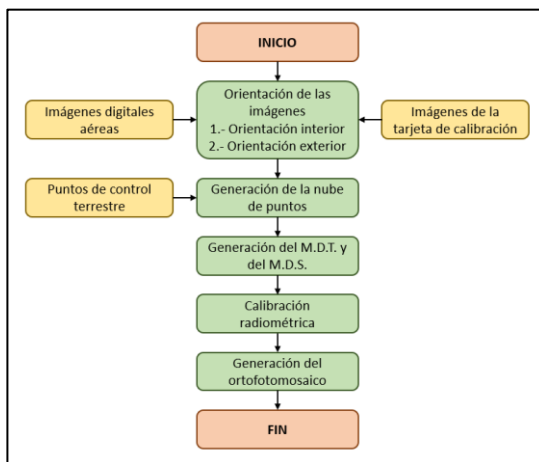 INICIO
Orientación de las
imágenes
1.- Orientación interior
2.- Orientación exterior
Imágenes digitales
aéreas
Imágenes de la
tarjeta de calibración
Puntos de control
terrestre
Generación de la nube
de puntos
Generación del M.D.T. y
del M.D.S.
Calibración
radiométrica
Generación del
ortofotomosaico
FIN